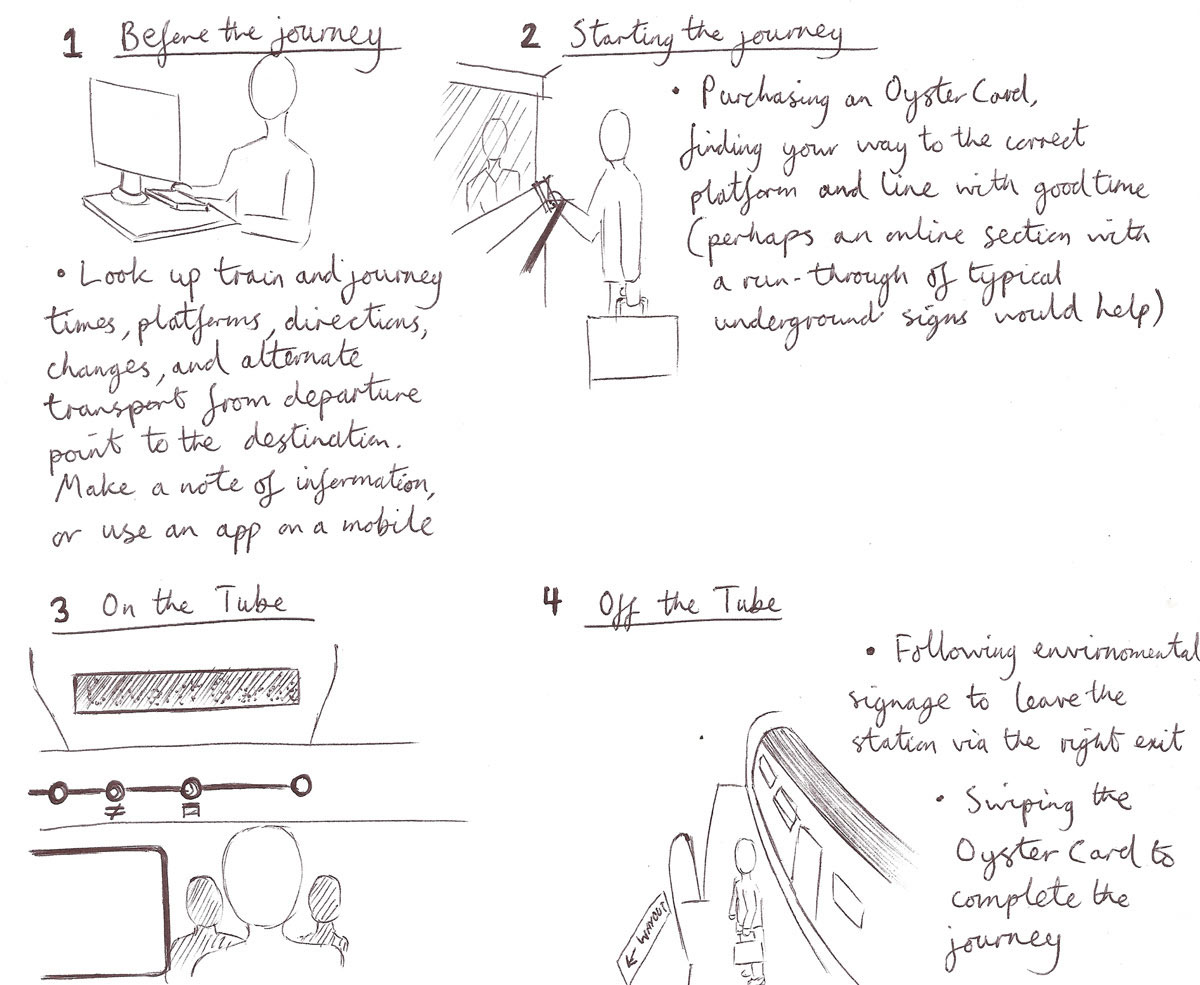 1 Before the journey
• Look up train and journey
times, platforms, directions,
changes, and alternate
transport from departure
point to the destination.
Make a note of information,
or use an app on a mobile
2 Starting the journey
• Purchasing an Oyster Card,
finding your way to the correct
platform and line with good time
(perhaps an online section with
a run-through of typical
underground signs would help)
3 On the Tube
4 Off the Tube
• Following envirnomental
signage to leave the
station via the right exit
• Swiping the
Oyster Card to
complete the
journey
← WAY OUT